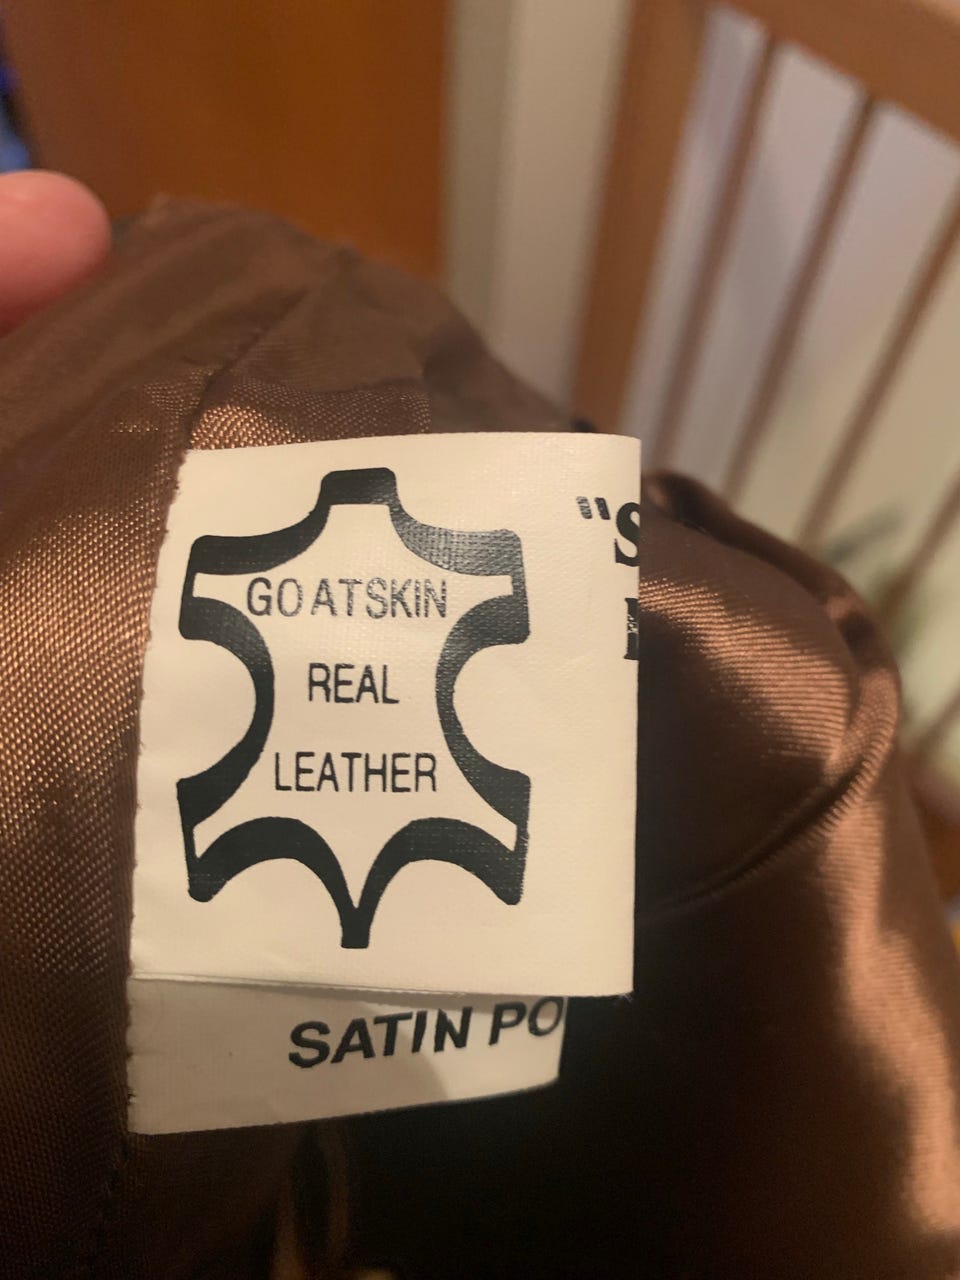 GOATSKIN
REAL
LEATHER
"S
SATIN PO